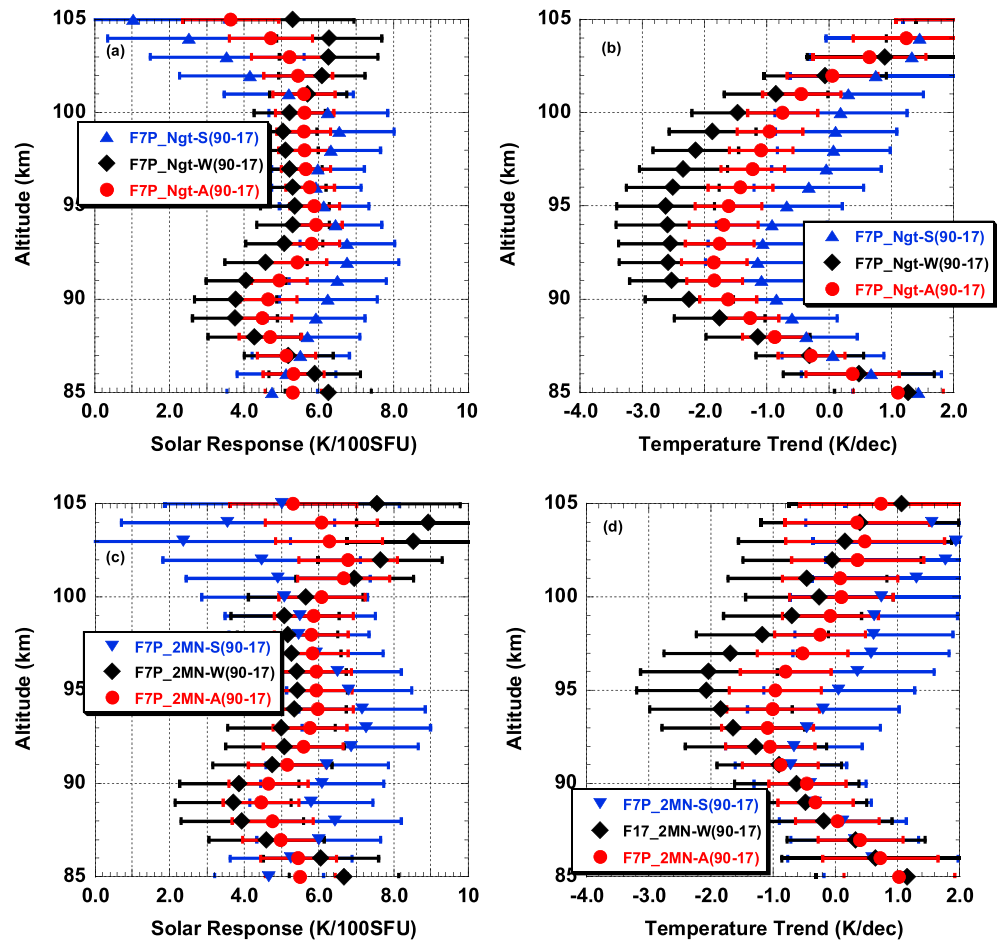 105
100
95
90
85
Altitude (km)
(a)
F7P_Ngt-S(90-17)
F7P_Ngt-W(90-17)
F7P_Ngt-A(90-17)
0.0 2.0 4.0 6.0 8.0 10
Solar Response (K/100SFU)
105
100
95
90
85
Altitude (km)
(b)
F7P_Ngt-S(90-17)
F7P_Ngt-W(90-17)
F7P_Ngt-A(90-17)
-4.0 -3.0 -2.0 -1.0 0.0 1.0 2.0
Temperature Trend (K/dec)
105
100
95
90
85
Altitude (km)
(c)
F7P_2MN-S(90-17)
F7P_2MN-W(90-17)
F7P_2MN-A(90-17)
0.0 2.0 4.0 6.0 8.0 10
Solar Response (K/100SFU)
105
100
95
90
85
Altitude (km)
(d)
F7P_2MN-S(90-17)
F17_2MN-W(90-17)
F7P_2MN-A(90-17)
-4.0 -3.0 -2.0 -1.0 0.0 1.0 2.0
Temperature Trend (K/dec)